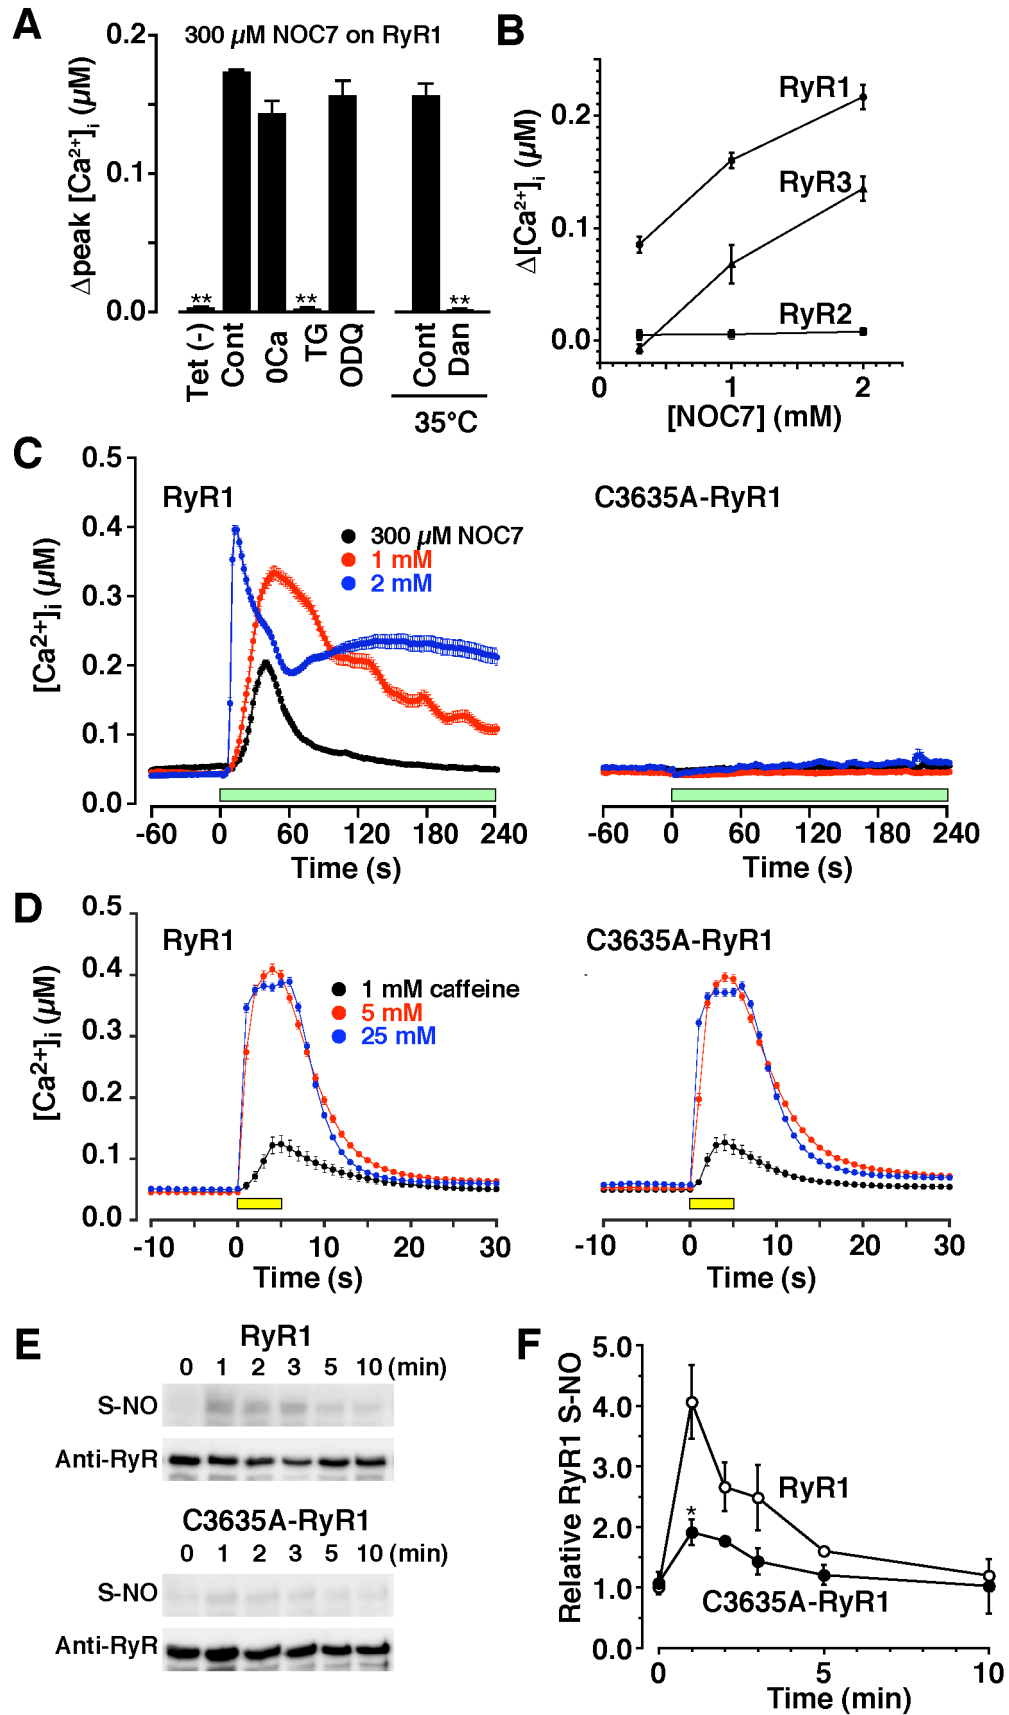 A
300 µM NOC7 on RyR1
Δpeak [Ca²⁺]i (µM)
0.2
0.1
0.0
** ** **
Tet (-)
Cont
0Ca
TG
ODQ
Cont
Dan
35°C
B
Δ[Ca²⁺]i (µM)
0.2
0.1
0.0
RyR1
RyR3
RyR2
0 1 2
[NOC7] (mM)
C
[Ca²⁺]i (µM)
0.5
0.4
0.3
0.2
0.1
0.0
RyR1
300 µM NOC7
1 mM
2 mM
C3635A-RyR1
-60 0 60 120 180 240
Time (s)
-60 0 60 120 180 240
Time (s)
D
[Ca²⁺]i (µM)
0.5
0.4
0.3
0.2
0.1
0.0
RyR1
1 mM caffeine
5 mM
25 mM
C3635A-RyR1
-10 0 10 20 30
Time (s)
-10 0 10 20 30
Time (s)
E
RyR1
0 1 2 3 5 10 (min)
S-NO
Anti-RyR
C3635A-RyR1
0 1 2 3 5 10 (min)
S-NO
Anti-RyR
F
Relative RyR1 S-NO
5.0
4.0
3.0
2.0
1.0
0.0
RyR1
*
C3635A-RyR1
0 5 10
Time (min)